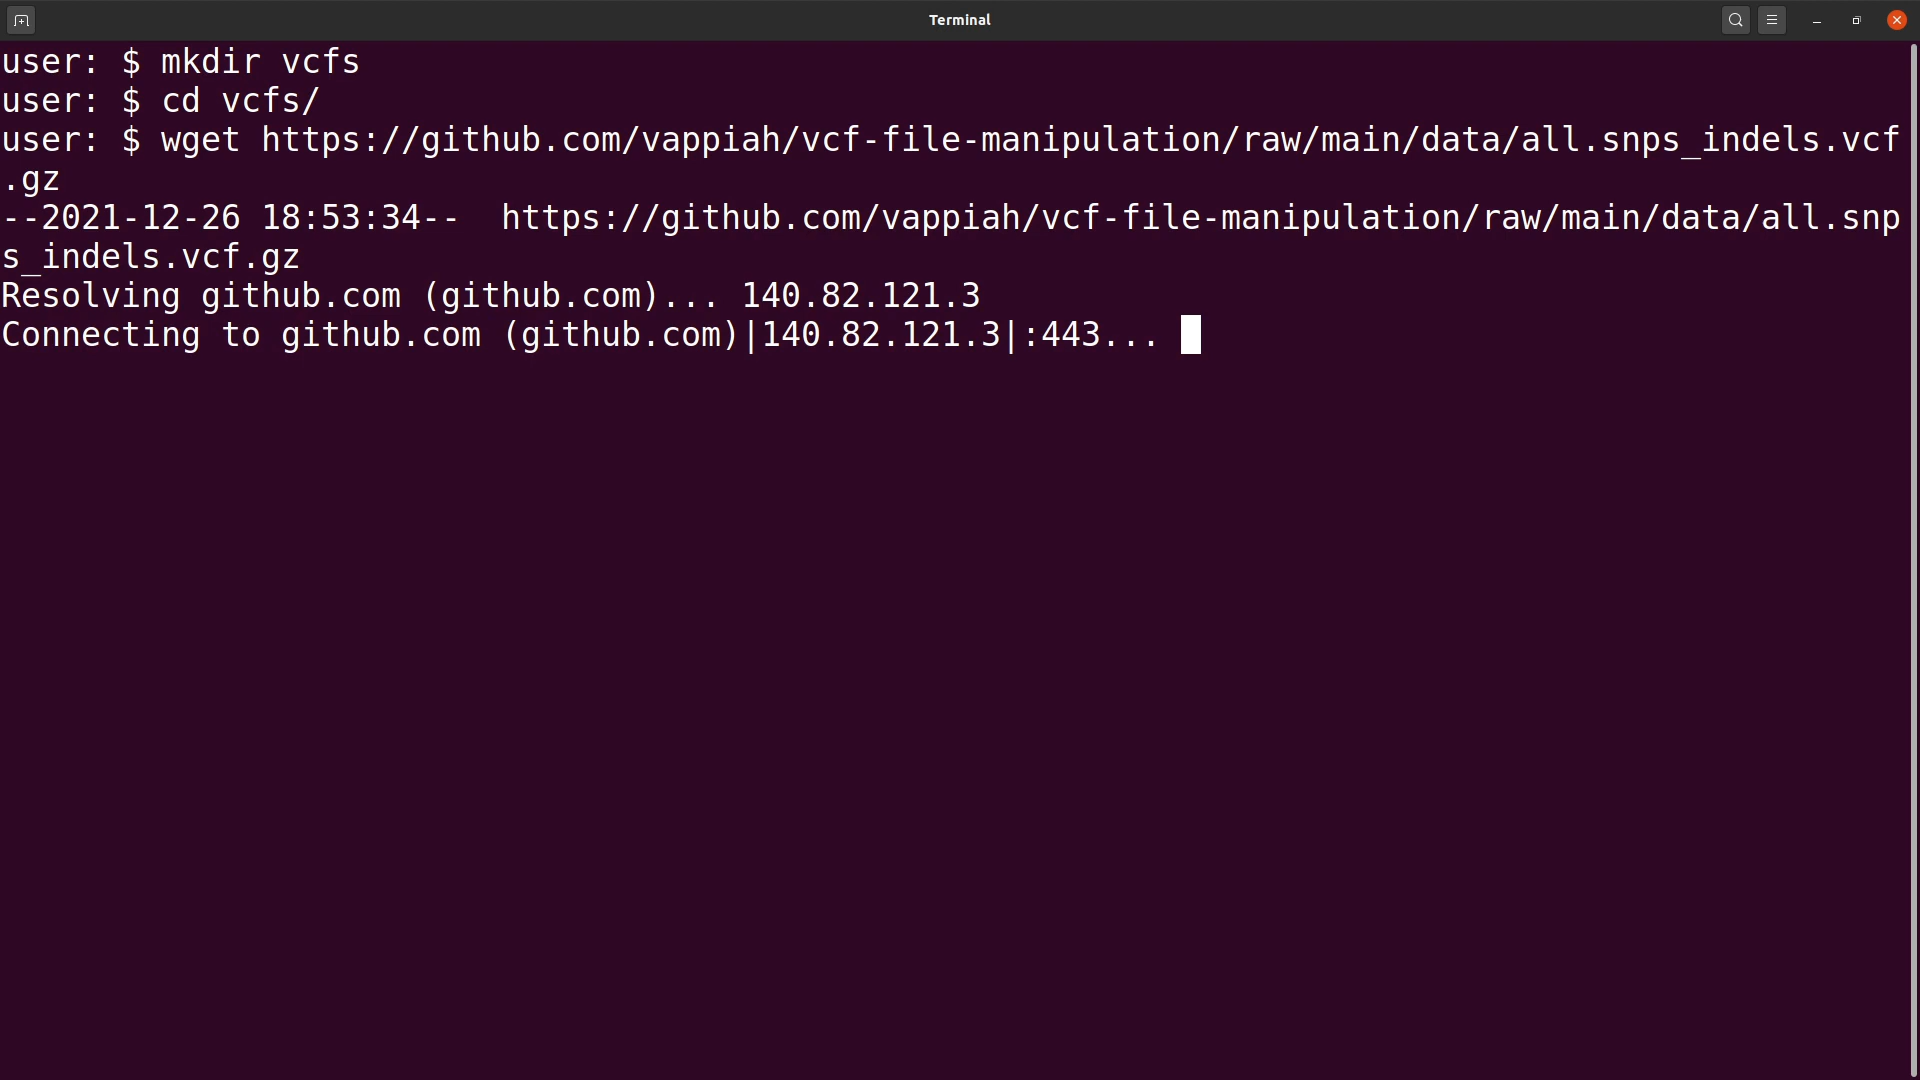 Terminal
user: $ mkdir vcfs
user: $ cd vcfs/
user: $ wget https://github.com/vappiah/vcf-file-manipulation/raw/main/data/all.snps_indels.vcf
.gz
--2021-12-26 18:53:34--  https://github.com/vappiah/vcf-file-manipulation/raw/main/data/all.snp
s_indels.vcf.gz
Resolving github.com (github.com)... 140.82.121.3
Connecting to github.com (github.com)|140.82.121.3|:443...